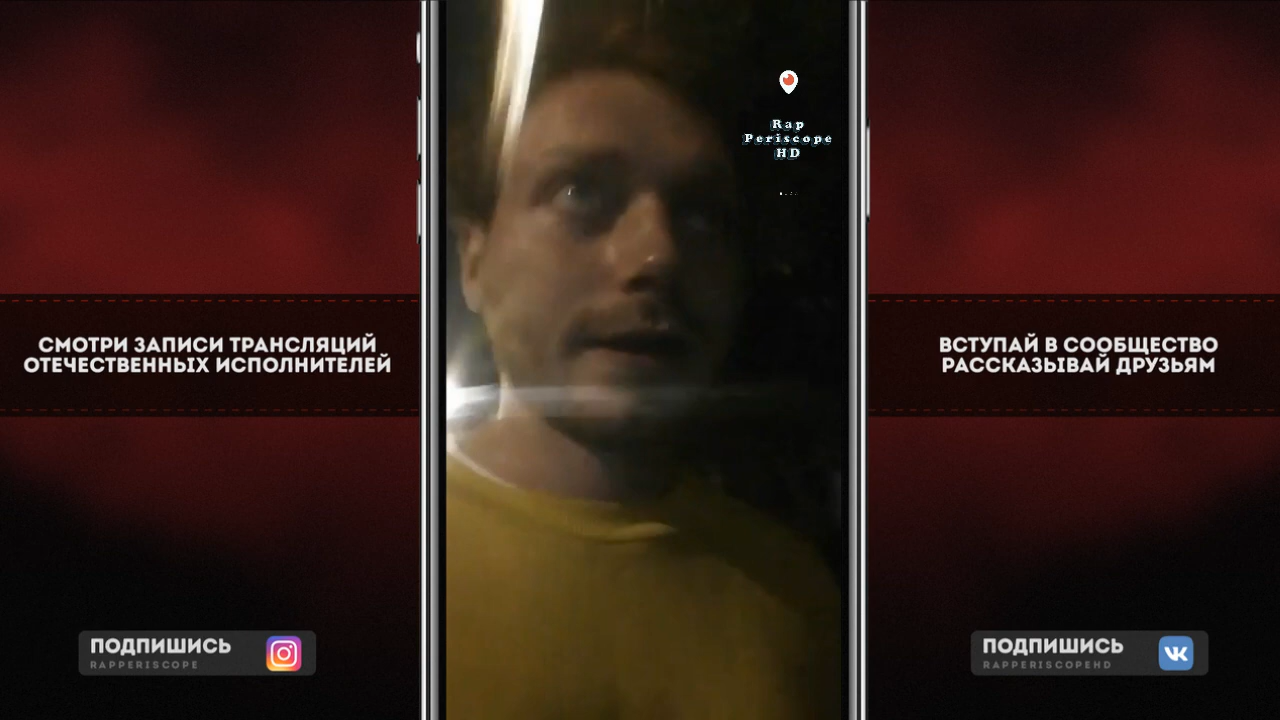 Rap
Periscope
HD
СМОТРИ ЗАПИСИ ТРАНСЛЯЦИЙ
ОТЕЧЕСТВЕННЫХ ИСПОЛНИТЕЛЕЙ
ВСТУПАЙ В СООБЩЕСТВО
РАССКАЗЫВАЙ ДРУЗЬЯМ
ПОДПИШИСЬ
RAPPERISCOPE
ПОДПИШИСЬ
RAPPERISCOPEHD